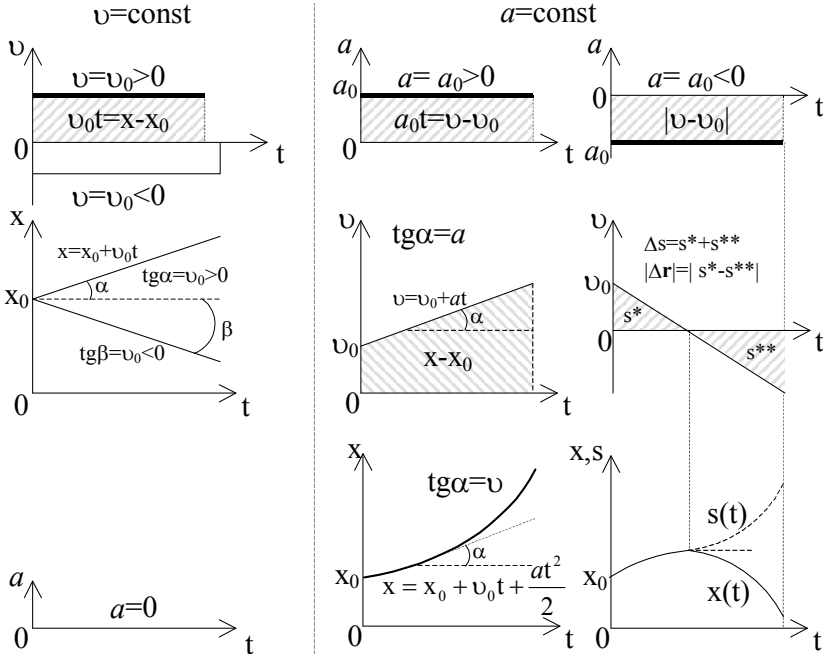 υ=const
υ
υ=υ₀>0
υ₀t=x-x₀
0
t
υ=υ₀<0
x
x=x₀+υ₀t
tgα=υ₀>0
α
x₀
β
tgβ=υ₀<0
0
t
a
a=0
0
t
a=const
a
a₀
a= a₀>0
a₀t=υ-υ₀
0
t
a
a= a₀<0
0
t
|υ-υ₀|
a₀
υ
tgα=a
υ=υ₀+at
α
υ₀
x-x₀
0
t
υ
Δs=s*+s**
|Δr|=| s*-s**|
υ₀
s*
0
t
s**
x
tgα=υ
α
x₀
x = x₀ + υ₀t + at²/2
0
t
x,s
s(t)
x₀
x(t)
0
t